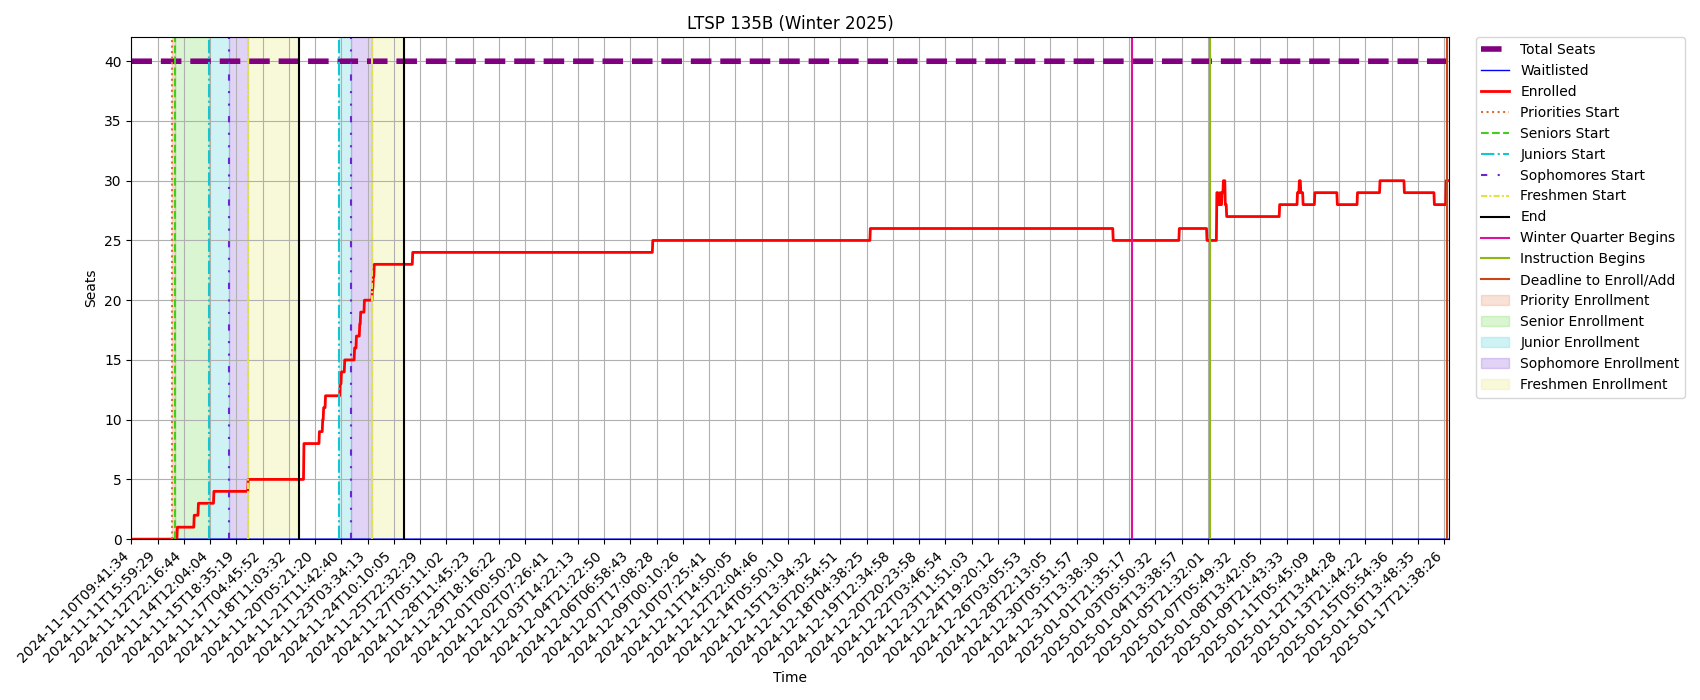 LTSP 135B (Winter 2025)
Seats
40
35
30
25
20
15
10
5
0
2024-11-10T09:41:34
2024-11-11T15:59:29
2024-11-12T22:16:44
2024-11-14T12:04:04
2024-11-15T18:35:19
2024-11-17T04:45:52
2024-11-18T11:03:32
2024-11-20T05:21:20
2024-11-21T11:42:40
2024-11-23T03:34:13
2024-11-24T10:10:05
2024-11-25T22:32:29
2024-11-27T05:11:02
2024-11-28T11:45:23
2024-11-29T18:16:22
2024-12-01T00:50:20
2024-12-02T07:26:41
2024-12-03T14:22:13
2024-12-04T21:22:50
2024-12-06T06:58:43
2024-12-07T17:08:28
2024-12-09T00:10:26
2024-12-10T07:25:41
2024-12-11T14:50:05
2024-12-12T22:04:46
2024-12-14T05:50:10
2024-12-15T13:34:32
2024-12-16T20:54:51
2024-12-18T04:38:25
2024-12-19T12:34:58
2024-12-20T20:23:58
2024-12-22T03:46:54
2024-12-23T11:51:03
2024-12-24T19:20:12
2024-12-26T03:05:53
2024-12-28T22:13:05
2024-12-30T05:51:57
2024-12-31T13:38:30
2025-01-01T21:35:17
2025-01-03T05:50:32
2025-01-04T13:38:57
2025-01-05T21:32:01
2025-01-07T05:49:32
2025-01-08T13:42:05
2025-01-09T21:43:33
2025-01-11T05:45:09
2025-01-12T13:44:28
2025-01-13T21:44:22
2025-01-15T05:54:36
2025-01-16T13:48:35
2025-01-17T21:38:26
Time
Total Seats
Waitlisted
Enrolled
Priorities Start
Seniors Start
Juniors Start
Sophomores Start
Freshmen Start
End
Winter Quarter Begins
Instruction Begins
Deadline to Enroll/Add
Priority Enrollment
Senior Enrollment
Junior Enrollment
Sophomore Enrollment
Freshmen Enrollment